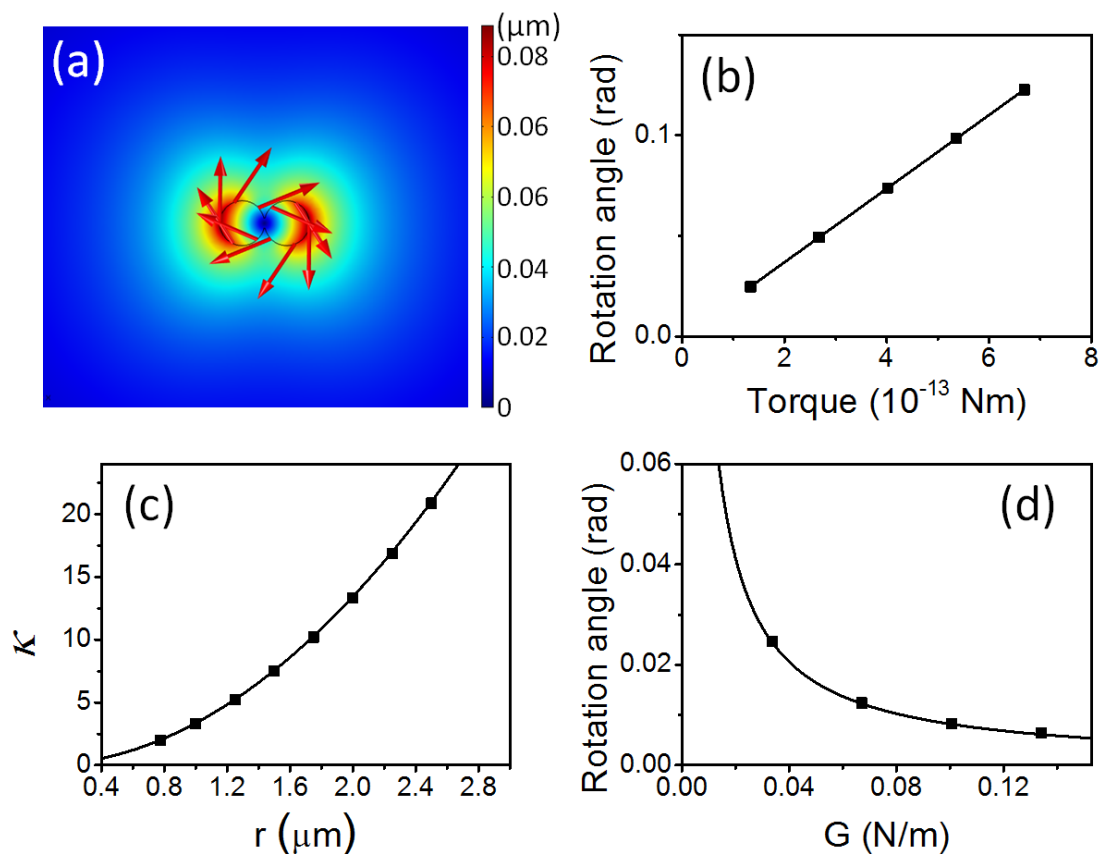 (a)
(μm)
0.08
0.06
0.04
0.02
0
(b)
Rotation angle (rad)
0.1
0.0
0 2 4 6 8
Torque (10⁻¹³ Nm)
(c)
κ
20
15
10
5
0
0.4 0.8 1.2 1.6 2.0 2.4 2.8
r (μm)
(d)
Rotation angle (rad)
0.06
0.04
0.02
0.00
0.00 0.04 0.08 0.12
G (N/m)